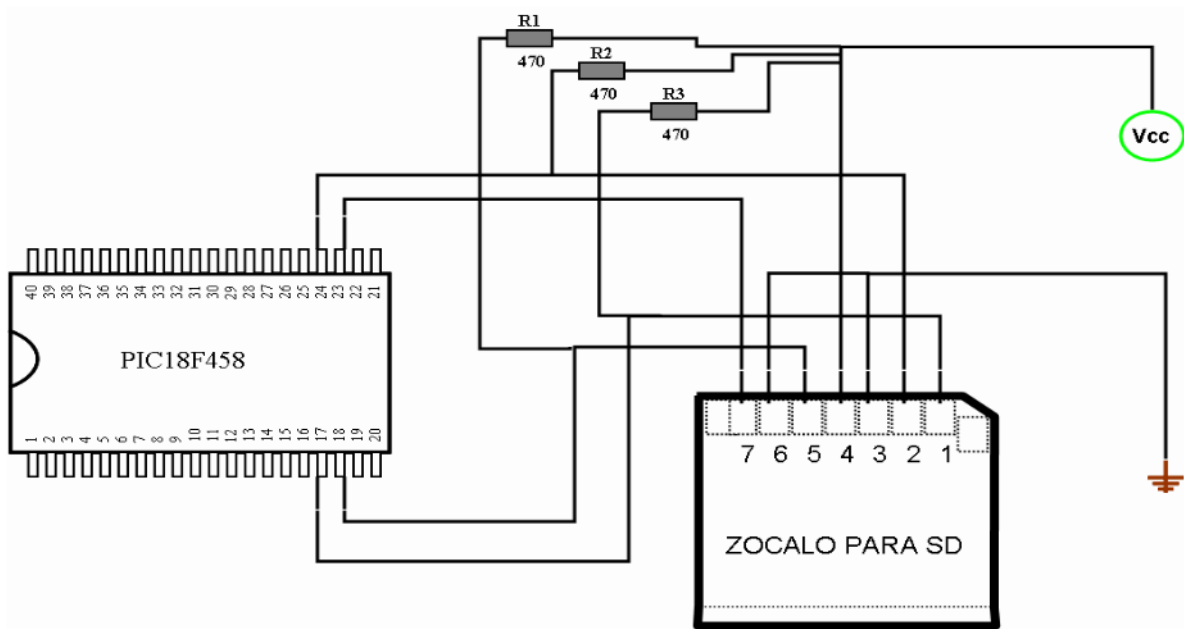 R1
470
R2
470
R3
470
Vcc
40 39 38 37 36 35 34 33 32 31 30 29 28 27 26 25 24 23 22 21
PIC18F458
1 2 3 4 5 6 7 8 9 10 11 12 13 14 15 16 17 18 19 20
7 6 5 4 3 2 1
ZOCALO PARA SD